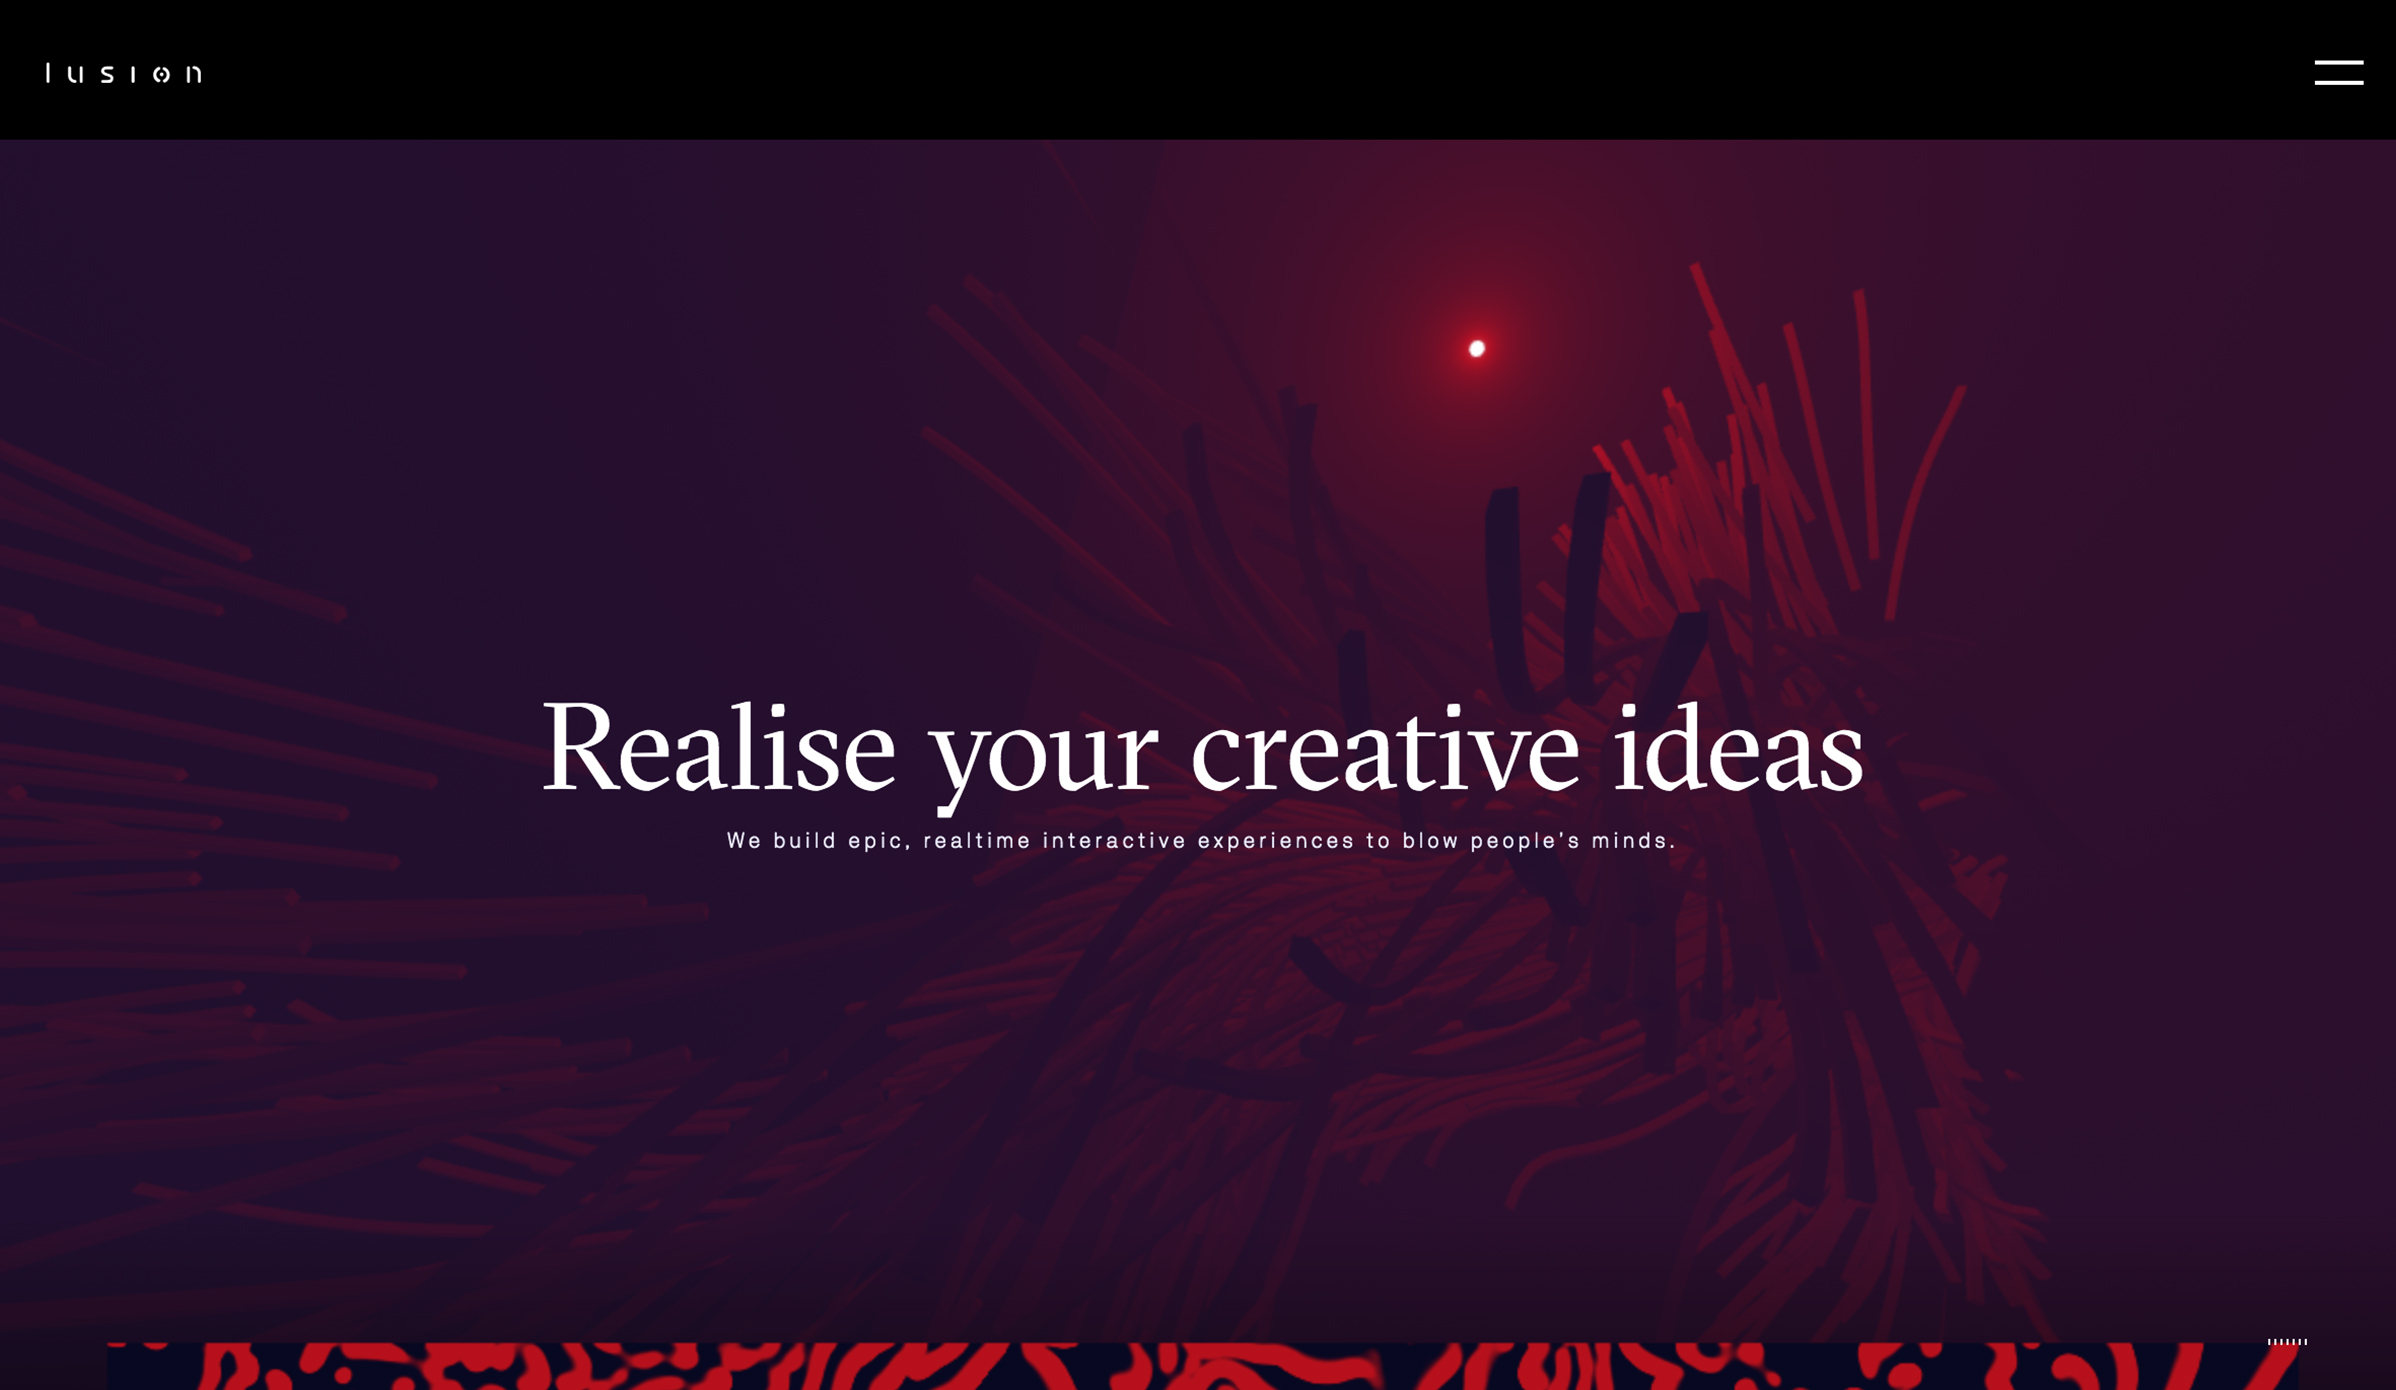 lusion
Realise your creative ideas
We build epic, realtime interactive experiences to blow people's minds.